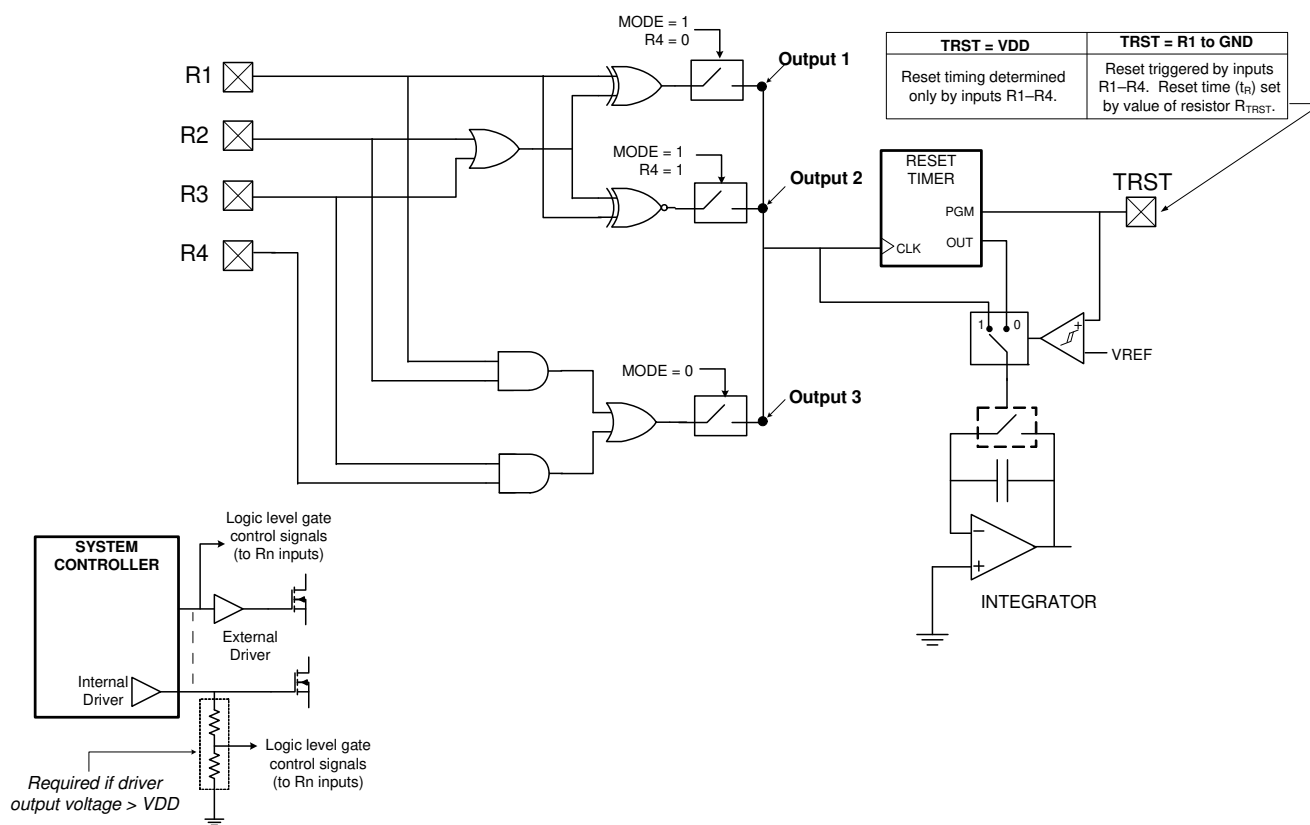 MODE = 1
R4 = 0
Output 1
R1
R2
R3
R4
MODE = 1
R4 = 1
Output 2
MODE = 0
Output 3
TRST = VDD
TRST = R1 to GND
Reset timing determined
only by inputs R1–R4.
Reset triggered by inputs
R1–R4. Reset time (tR) set
by value of resistor RTRST.
RESET
TIMER
PGM
OUT
CLK
TRST
1
0
+
VREF
–
+
INTEGRATOR
SYSTEM
CONTROLLER
Logic level gate
control signals
(to Rn inputs)
External
Driver
Internal
Driver
Logic level gate
control signals
(to Rn inputs)
Required if driver
output voltage > VDD